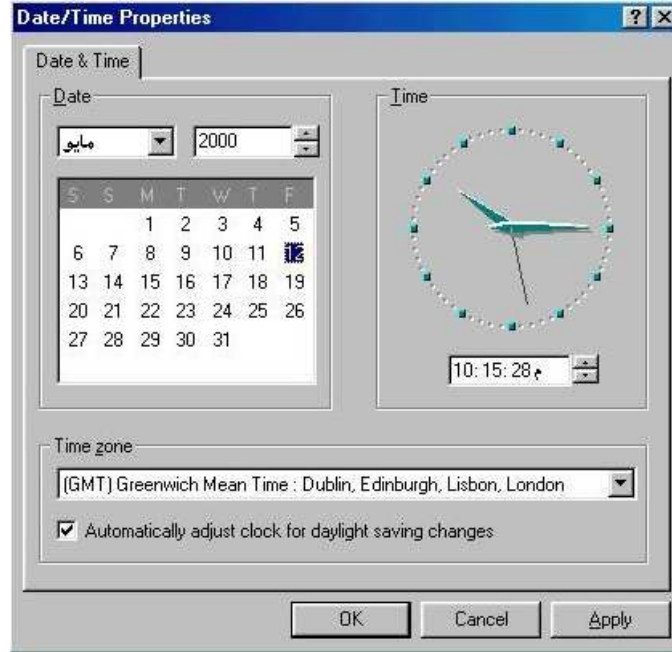 Date/Time Properties
Date & Time
Date
مايو
2000
S S M T W T F
1 2 3 4 5
6 7 8 9 10 11 12
13 14 15 16 17 18 19
20 21 22 23 24 25 26
27 28 29 30 31
Time
10:15:28 م
Time zone
(GMT) Greenwich Mean Time : Dublin, Edinburgh, Lisbon, London
Automatically adjust clock for daylight saving changes
OK Cancel Apply